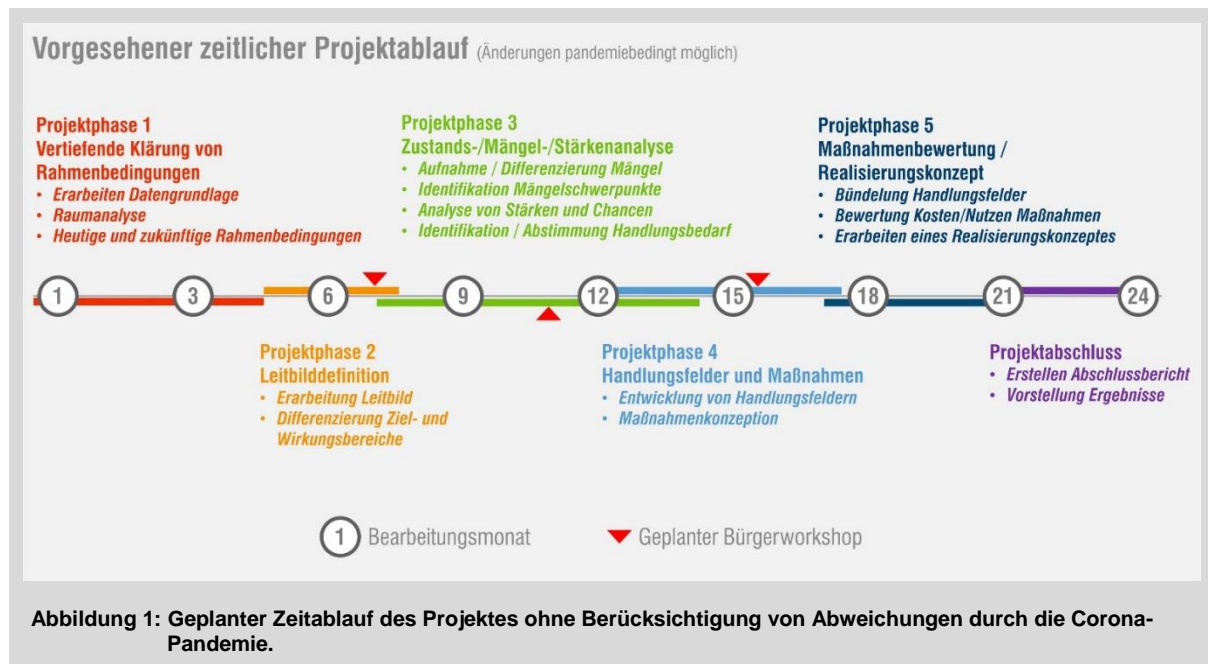 Vorgesehener zeitlicher Projektablauf (Änderungen pandemiebedingt möglich)
Projektphase 1
Vertiefende Klärung von
Rahmenbedingungen
• Erarbeiten Datengrundlage
• Raumanalyse
• Heutige und zukünftige Rahmenbedingungen
Projektphase 3
Zustands-/Mängel-/Stärkenanalyse
• Aufnahme / Differenzierung Mängel
• Identifikation Mängelschwerpunkte
• Analyse von Stärken und Chancen
• Identifikation / Abstimmung Handlungsbedarf
Projektphase 5
Maßnahmenbewertung /
Realisierungskonzept
• Bündelung Handlungsfelder
• Bewertung Kosten/Nutzen Maßnahmen
• Erarbeiten eines Realisierungskonzeptes
1 3 6 9 12 15 18 21 24
Projektphase 2
Leitbilddefinition
• Erarbeitung Leitbild
• Differenzierung Ziel- und
Wirkungsbereiche
Projektphase 4
Handlungsfelder und Maßnahmen
• Entwicklung von Handlungsfeldern
• Maßnahmenkonzeption
Projektabschluss
• Erstellen Abschlussbericht
• Vorstellung Ergebnisse
1 Bearbeitungsmonat
Geplanter Bürgerworkshop
Abbildung 1: Geplanter Zeitablauf des Projektes ohne Berücksichtigung von Abweichungen durch die Corona-
Pandemie.